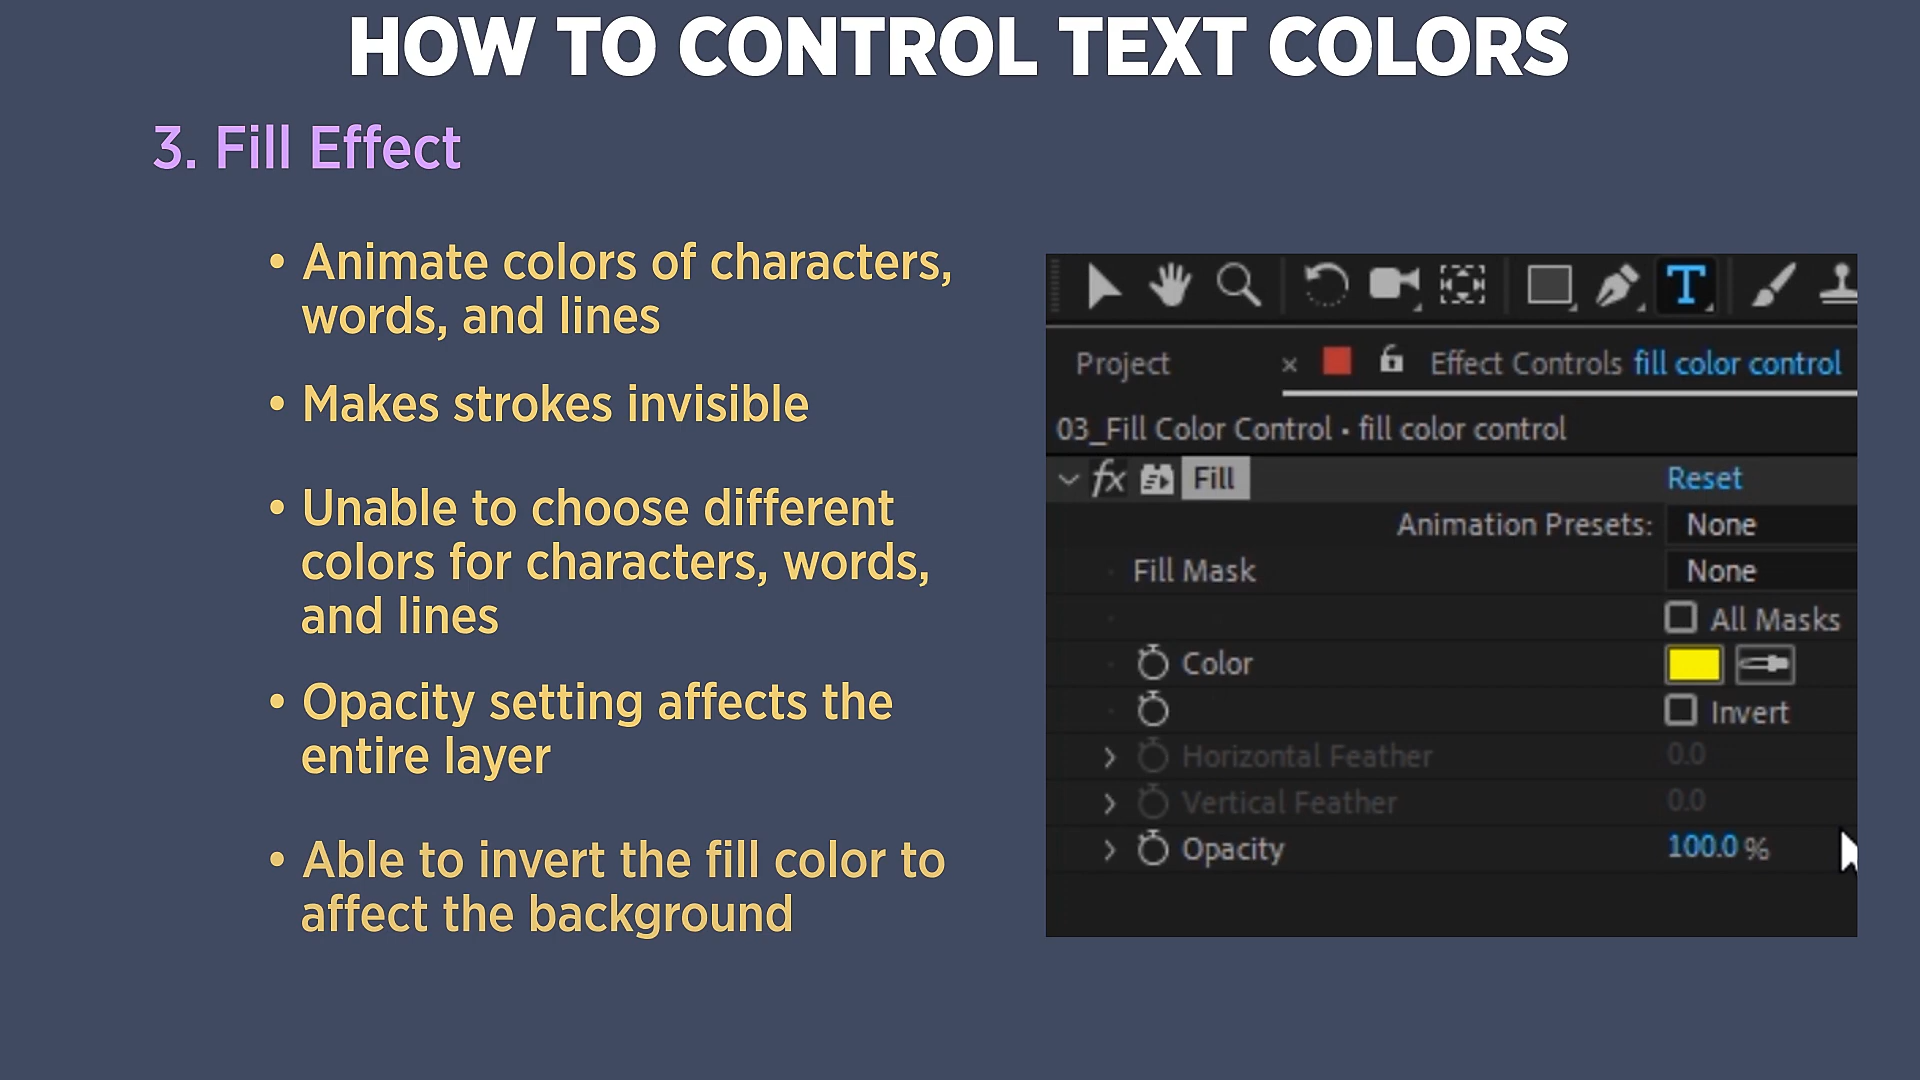 HOW TO CONTROL TEXT COLORS
3. Fill Effect
• Animate colors of characters,
words, and lines
• Makes strokes invisible
• Unable to choose different
colors for characters, words,
and lines
• Opacity setting affects the
entire layer
• Able to invert the fill color to
affect the background
T
Project × Effect Controls fill color control
03_Fill Color Control • fill color control
fx Fill Reset
Animation Presets: None
Fill Mask None
All Masks
Color
Invert
Horizontal Feather 0.0
Vertical Feather 0.0
Opacity 100.0 %